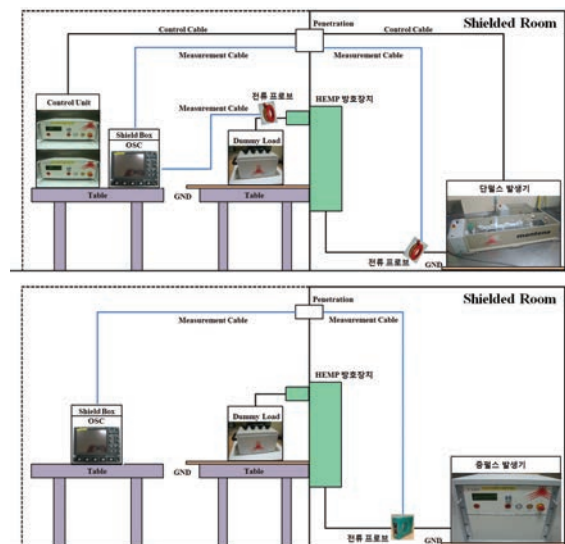 Shielded Room
Control Cable
Penetration
Control Cable
Measurement Cable
Measurement Cable
Control Unit
Measurement Cable
전류 프로브
HEMP 방호장치
Shield Box
OSC
Dummy Load
단펄스 발생기
Table
GND
Table
전류 프로브
GND
Shielded Room
Penetration
Measurement Cable
Measurement Cable
HEMP 방호장치
Shield Box
OSC
Dummy Load
중펄스 발생기
Table
GND
Table
전류 프로브
GND